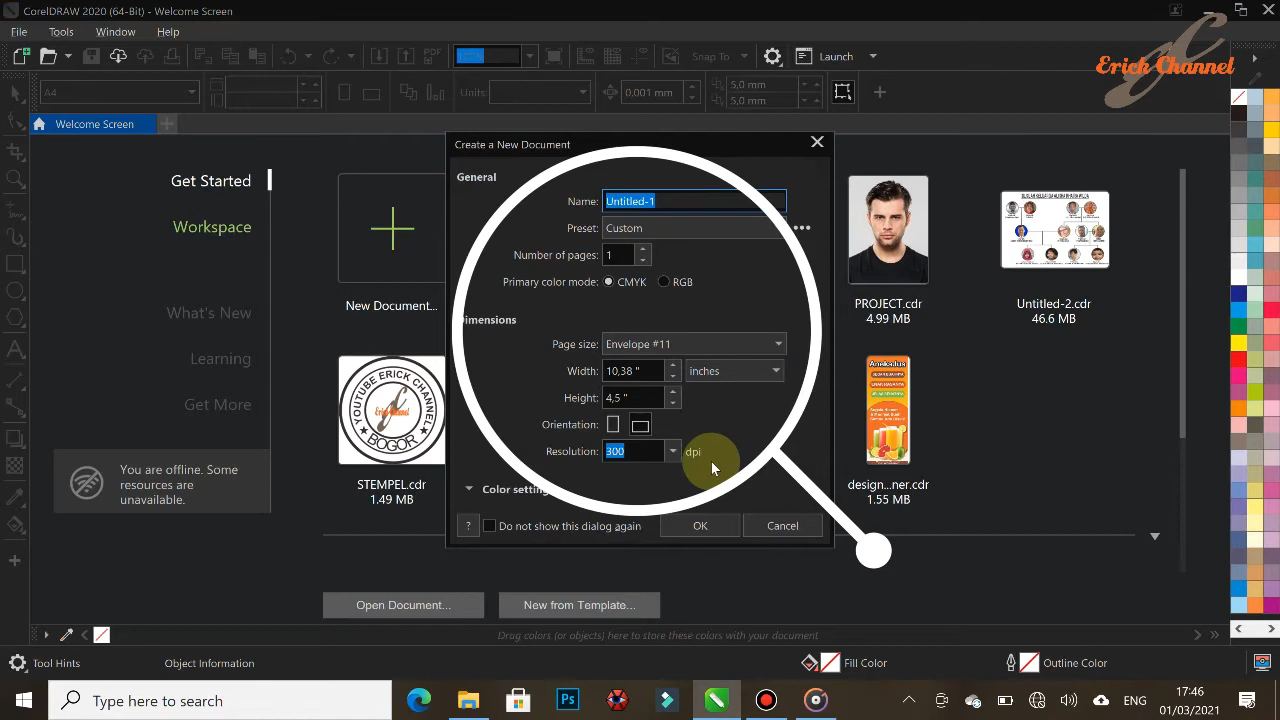 CorelDRAW 2020 (64-Bit) - Welcome Screen
File Tools Window Help
PDF Snap To Launch
Erick Channel
A4 Units: 0,001 mm 5,0 mm
5,0 mm
Welcome Screen
Create a New Document
General
Get Started
Workspace
What's New
Learning
Get More
You are offline. Some
resources are
unavailable.
New Document...
Name: Untitled-1
Preset: Custom
Number of pages: 1
Primary color mode: CMYK RGB
Dimensions
Page size: Envelope #11
Width: 10,38 " inches
Height: 4,5 "
Orientation:
Resolution: 300 dpi
Color setting
? Do not show this dialog again OK Cancel
PROJECT.cdr
4.99 MB
Untitled-2.cdr
46.6 MB
YOUTUBE ERICK CHANNEL
Erick
BOGOR
STEMPEL.cdr
1.49 MB
Anekajus
design...ner.cdr
1.55 MB
Open Document... New from Template...
Drag colors (or objects) here to store these colors with your document
Tool Hints Object Information Fill Color Outline Color
Type here to search
Ps
ENG
17:46
01/03/2021